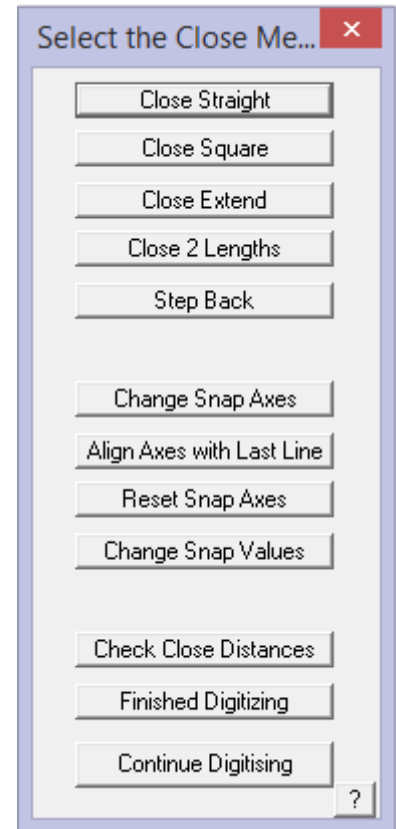 Select the Close Me...
Close Straight
Close Square
Close Extend
Close 2 Lengths
Step Back
Change Snap Axes
Align Axes with Last Line
Reset Snap Axes
Change Snap Values
Check Close Distances
Finished Digitizing
Continue Digitising
?